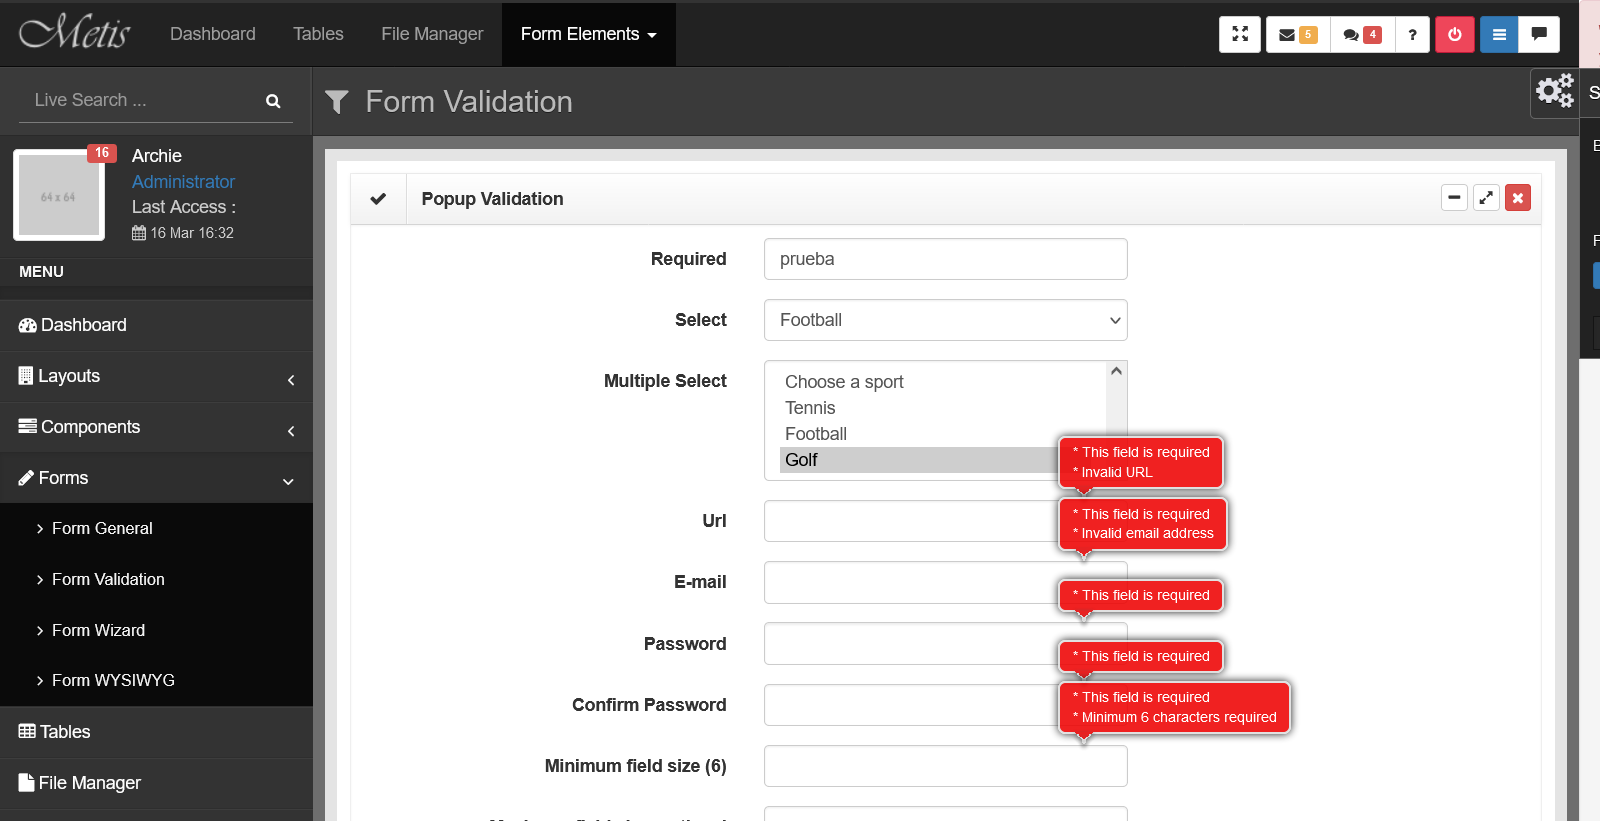 Metis
Dashboard
Tables
File Manager
Form Elements
5
4
?
Live Search ...
Form Validation
S
16
Archie
Administrator
Last Access :
16 Mar 16:32
64 x 64
MENU
Dashboard
Layouts
Components
Forms
Form General
Form Validation
Form Wizard
Form WYSIWYG
Tables
File Manager
Popup Validation
Required
prueba
Select
Football
Multiple Select
Choose a sport
Tennis
Football
Golf
* This field is required
* Invalid URL
Url
* This field is required
* Invalid email address
E-mail
* This field is required
Password
* This field is required
Confirm Password
* This field is required
* Minimum 6 characters required
Minimum field size (6)